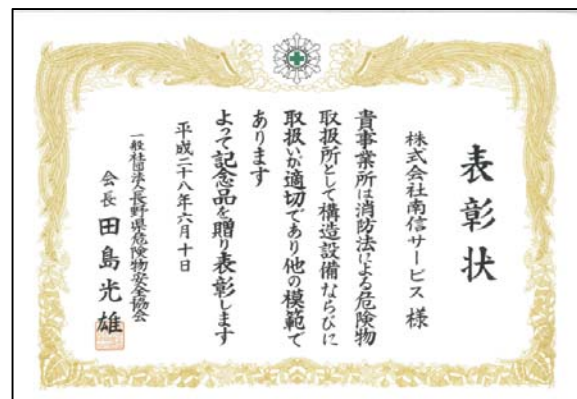 表彰状
株式会社南信サービス 様
貴事業所は消防法による危険物
取扱所として構造設備ならびに
取扱いが適切であり他の模範で
あります
よって記念品を贈り表彰します
平成二十八年六月十日
一般社団法人長野県危険物安全協会
会長 田島光雄